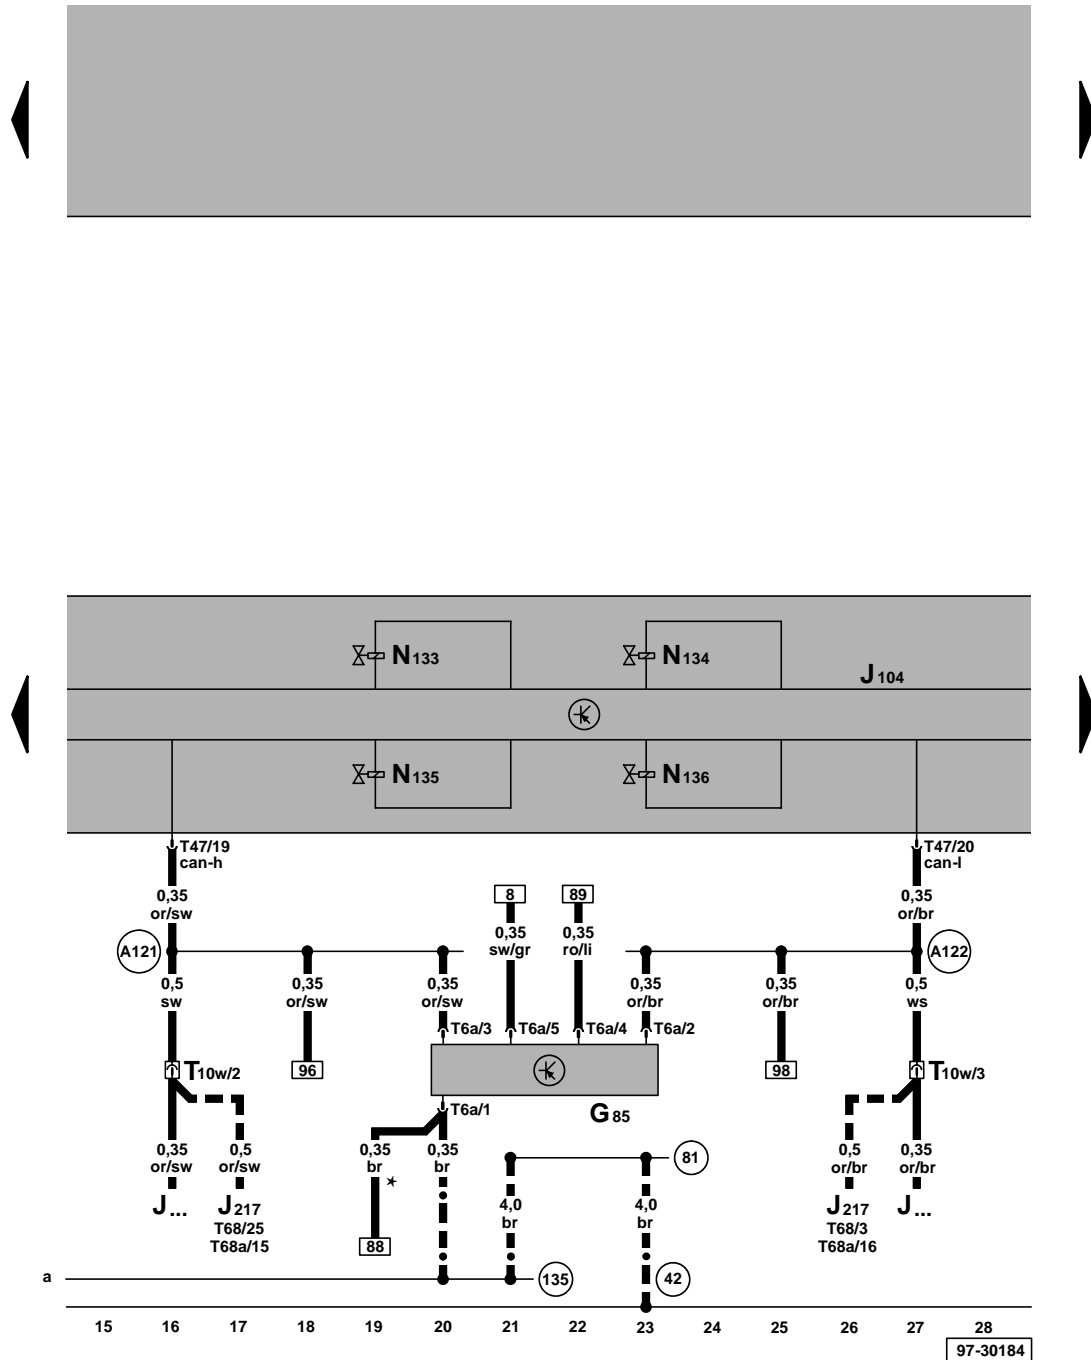 N133 N134
J104
N135 N136
T47/19
can-h
T47/20
can-l
8 89
0,35
or/sw
0,35
sw/gr
0,35
ro/li
0,35
or/br
A121 A122
0,5
sw
0,35
or/sw
0,35
or/sw
0,35
or/br
0,35
or/br
0,5
ws
T6a/3 T6a/5 T6a/4 T6a/2
T10w/2 96 98 T10w/3
T6a/1
G85
0,35
or/sw
0,5
or/sw
0,35
br
*
0,35
br
81
0,5
or/br
0,35
or/br
J...
J217
T68/25
T68a/15
4,0
br
4,0
br
J217
T68/3
T68a/16
J...
88
a 135 42
15 16 17 18 19 20 21 22 23 24 25 26 27 28
97-30184